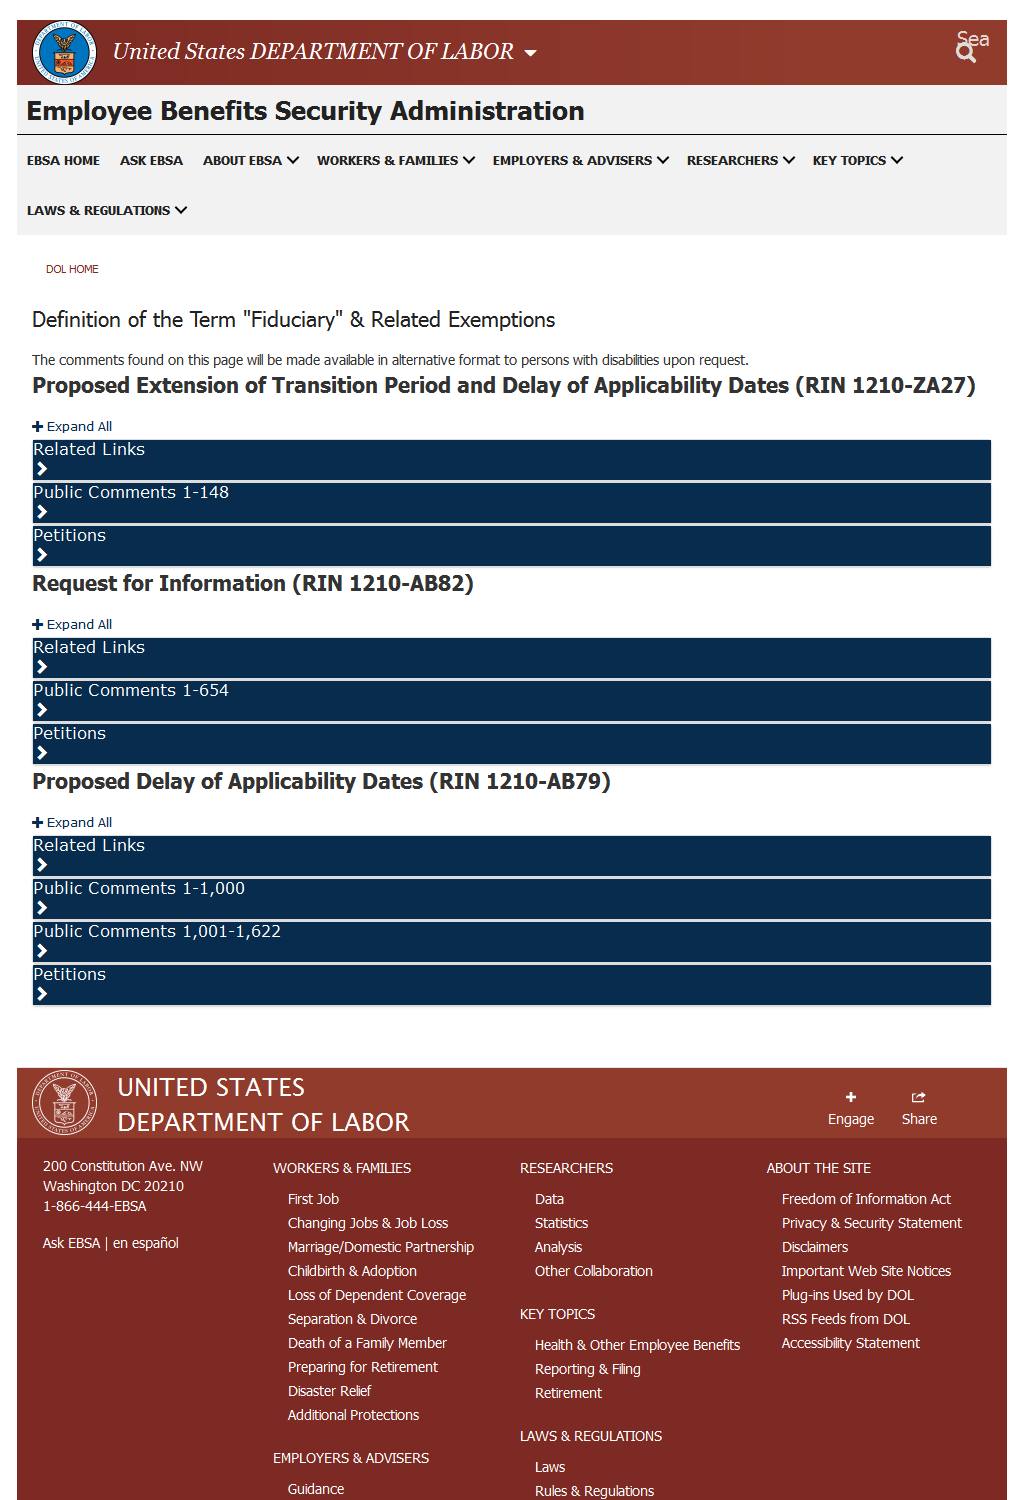 United States DEPARTMENT OF LABOR
Sea
Employee Benefits Security Administration
EBSA HOME ASK EBSA ABOUT EBSA WORKERS & FAMILIES EMPLOYERS & ADVISERS RESEARCHERS KEY TOPICS
LAWS & REGULATIONS
DOL HOME
Definition of the Term "Fiduciary" & Related Exemptions
The comments found on this page will be made available in alternative format to persons with disabilities upon request.
Proposed Extension of Transition Period and Delay of Applicability Dates (RIN 1210-ZA27)
Expand All
Related Links
Public Comments 1-148
Petitions
Request for Information (RIN 1210-AB82)
Expand All
Related Links
Public Comments 1-654
Petitions
Proposed Delay of Applicability Dates (RIN 1210-AB79)
Expand All
Related Links
Public Comments 1-1,000
Public Comments 1,001-1,622
Petitions
UNITED STATES
DEPARTMENT OF LABOR
Engage Share
200 Constitution Ave. NW
Washington DC 20210
1-866-444-EBSA
Ask EBSA | en español
WORKERS & FAMILIES
First Job
Changing Jobs & Job Loss
Marriage/Domestic Partnership
Childbirth & Adoption
Loss of Dependent Coverage
Separation & Divorce
Death of a Family Member
Preparing for Retirement
Disaster Relief
Additional Protections
EMPLOYERS & ADVISERS
Guidance
RESEARCHERS
Data
Statistics
Analysis
Other Collaboration
KEY TOPICS
Health & Other Employee Benefits
Reporting & Filing
Retirement
LAWS & REGULATIONS
Laws
Rules & Regulations
ABOUT THE SITE
Freedom of Information Act
Privacy & Security Statement
Disclaimers
Important Web Site Notices
Plug-ins Used by DOL
RSS Feeds from DOL
Accessibility Statement